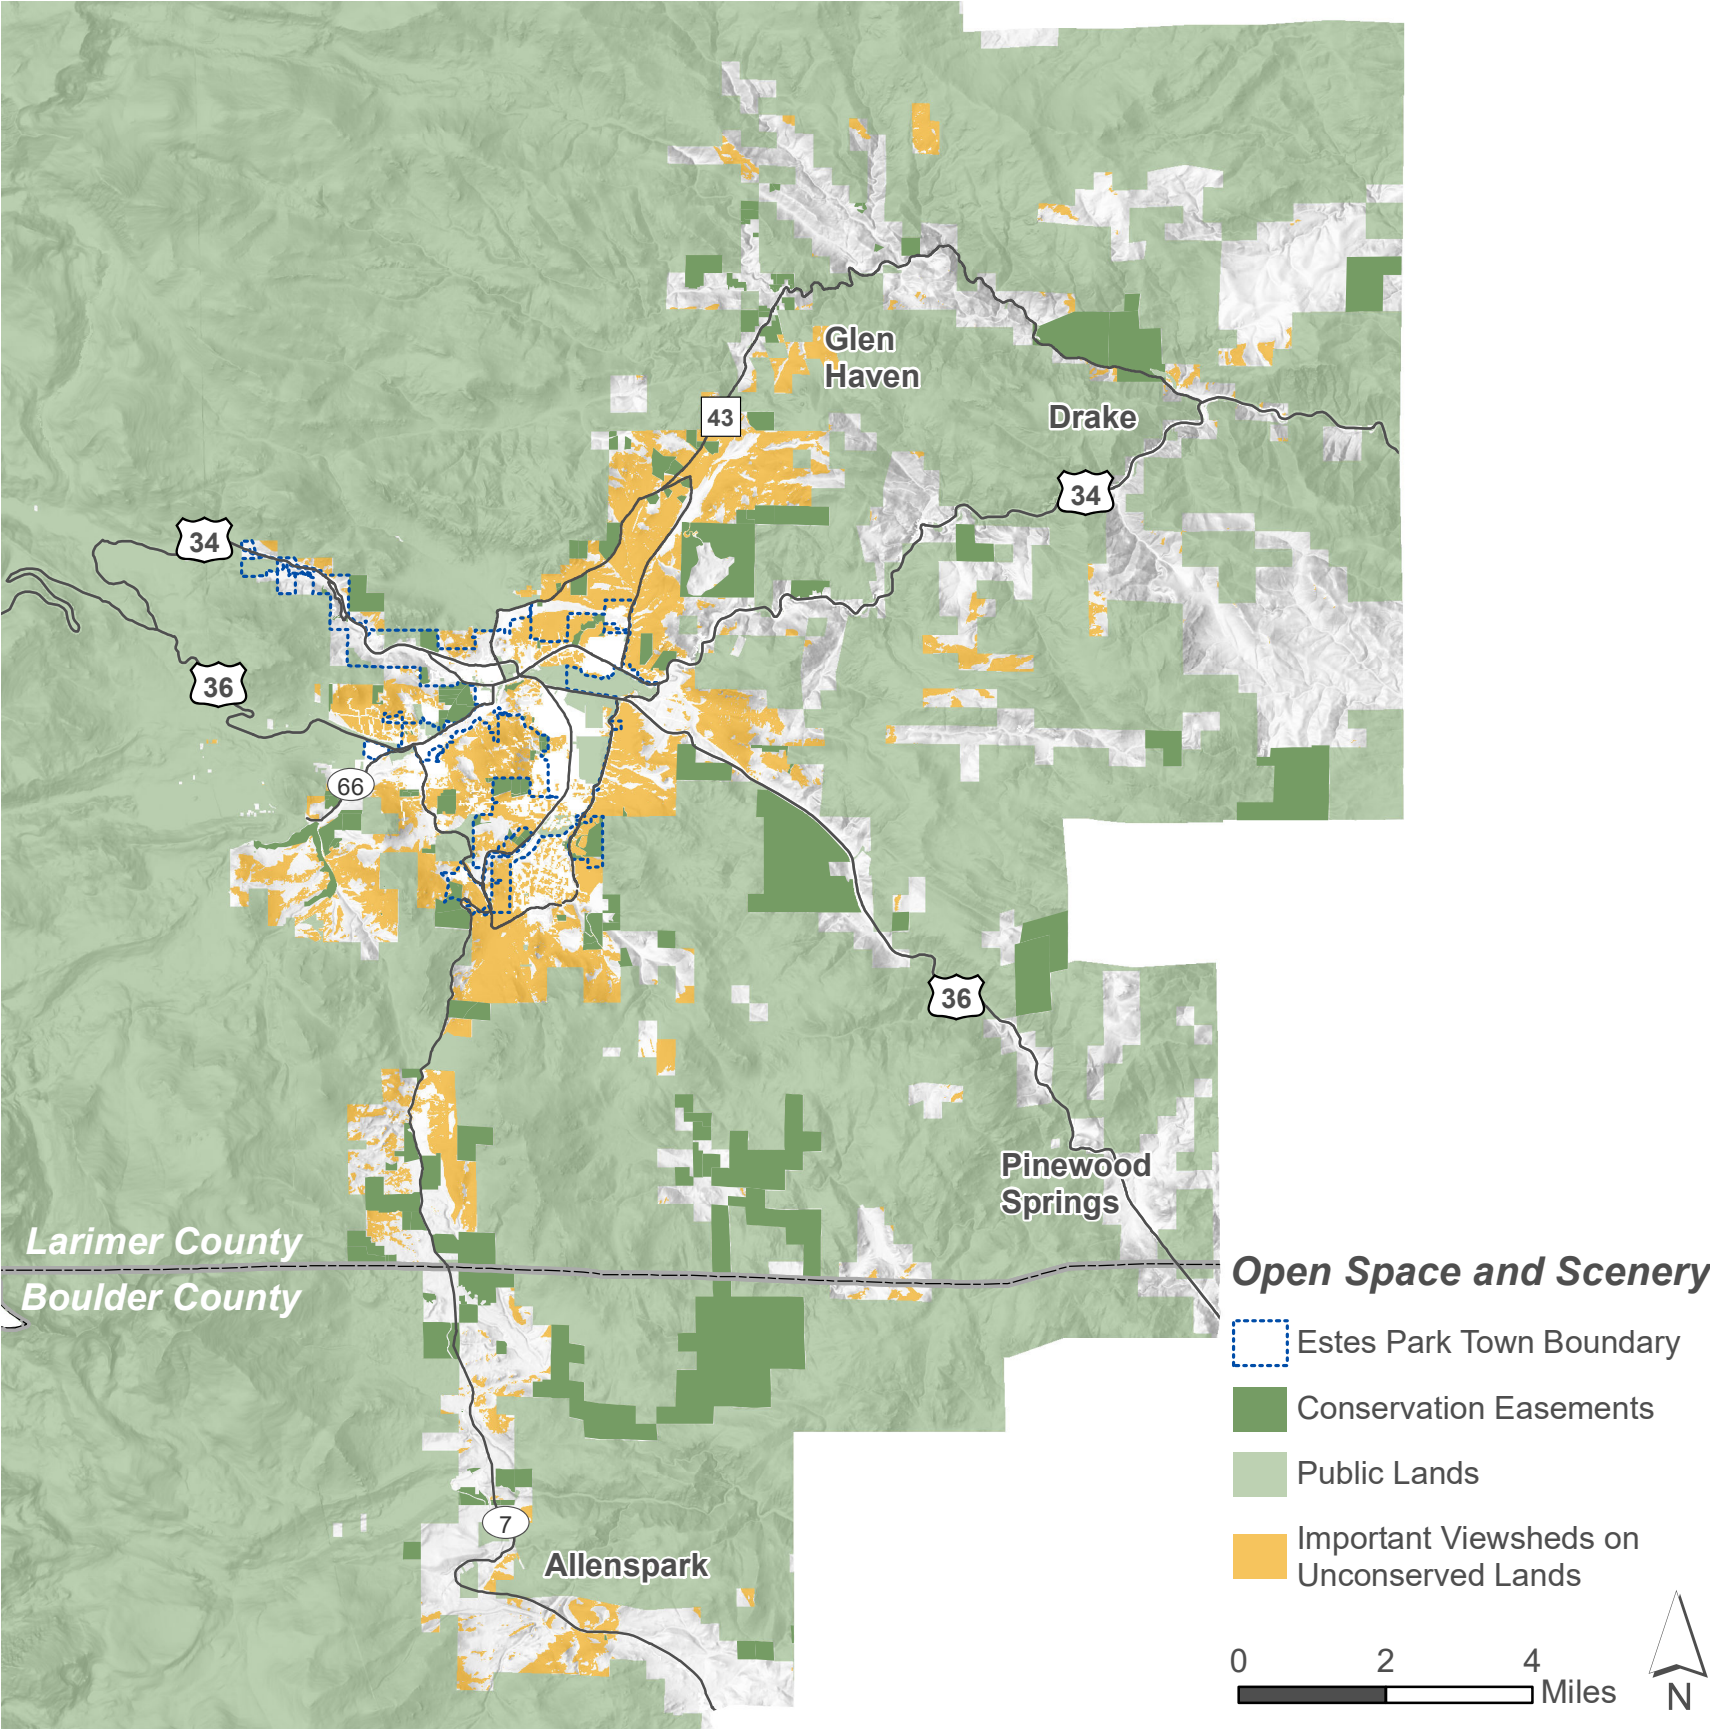 Glen
Haven
43
Drake
34
34
36
66
36
Pinewood
Springs
Larimer County
Boulder County
7
Allenspark
Open Space and Scenery
Estes Park Town Boundary
Conservation Easements
Public Lands
Important Viewsheds on
Unconserved Lands
0 2 4
Miles
N